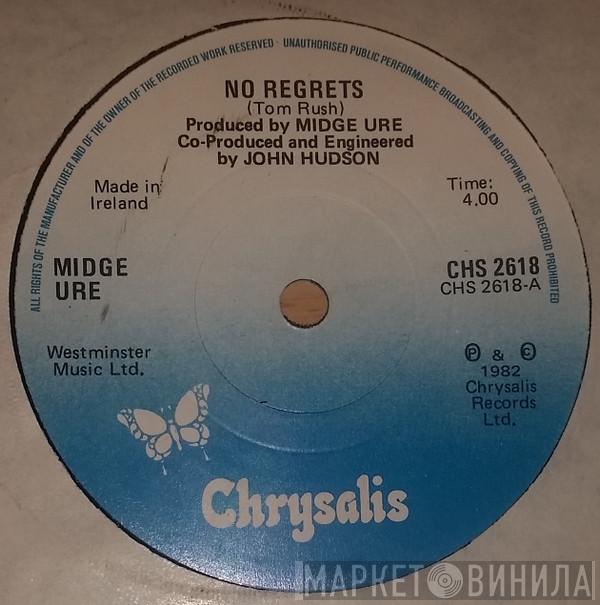 ALL RIGHTS OF THE MANUFACTURER AND OF THE OWNER OF THE RECORDED WORK RESERVED · UNAUTHORISED PUBLIC PERFORMANCE BROADCASTING AND COPYING OF THIS RECORD PROHIBITED
NO REGRETS
(Tom Rush)
Produced by MIDGE URE
Co-Produced and Engineered
by JOHN HUDSON
Made in
Ireland
Time:
4.00
MIDGE
URE
CHS 2618
CHS 2618-A
Westminster
Music Ltd.
℗ & ©
1982
Chrysalis
Records
Ltd.
Chrysalis
МАРКЕТ ВИНИЛА